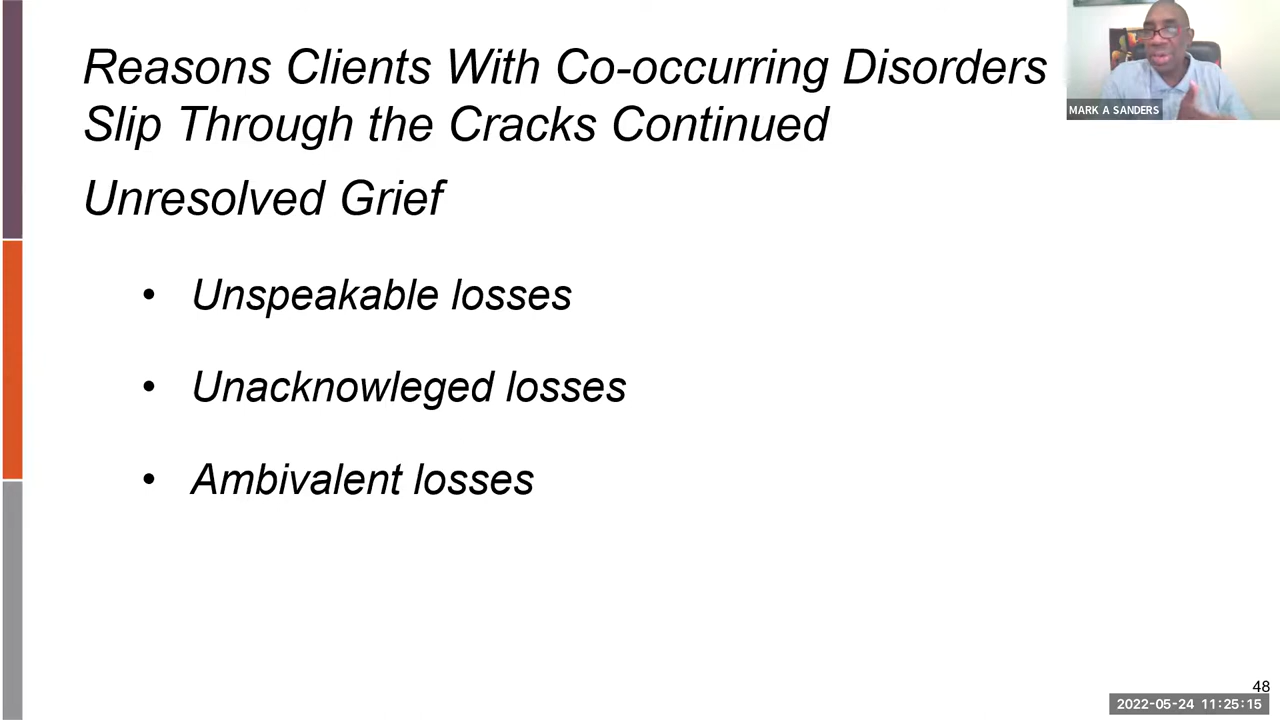 Reasons Clients With Co-occurring Disorders
Slip Through the Cracks Continued
MARK A SANDERS
Unresolved Grief
• Unspeakable losses
• Unacknowleged losses
• Ambivalent losses
48
2022-05-24 11:25:15